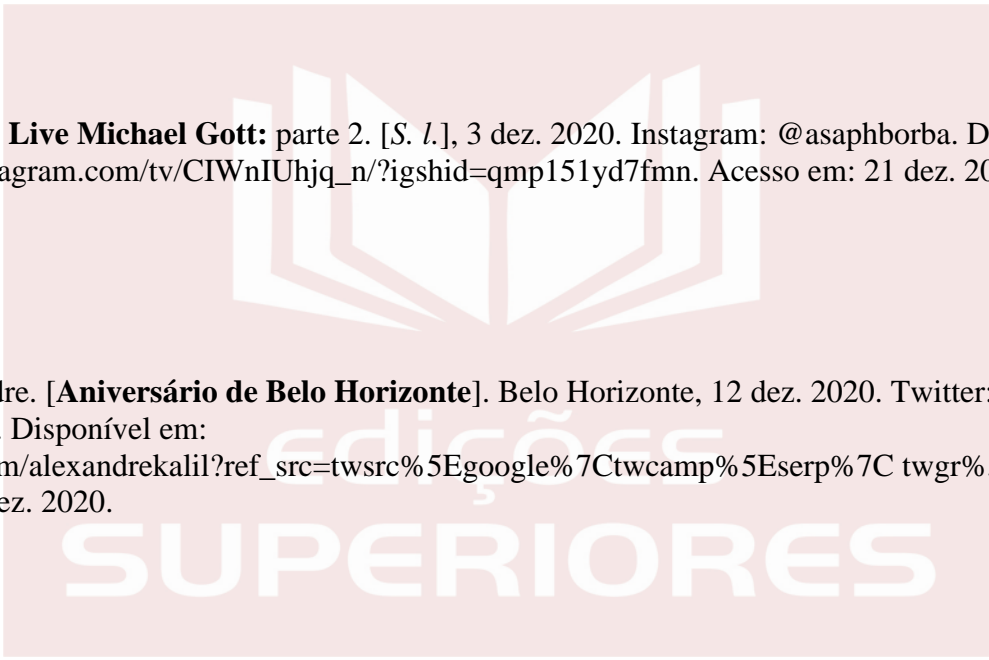 Live Michael Gott: parte 2. [S. l.], 3 dez. 2020. Instagram: @asaphborba. D
agram.com/tv/CIWnIUhjq_n/?igshid=qmp151yd7fmn. Acesso em: 21 dez. 20
dre. [Aniversário de Belo Horizonte]. Belo Horizonte, 12 dez. 2020. Twitter:
. Disponível em:
m/alexandrekalil?ref_src=twsrc%5Egoogle%7Ctwcamp%5Eserp%7C twgr%
ez. 2020.
edições
SUPERIORES